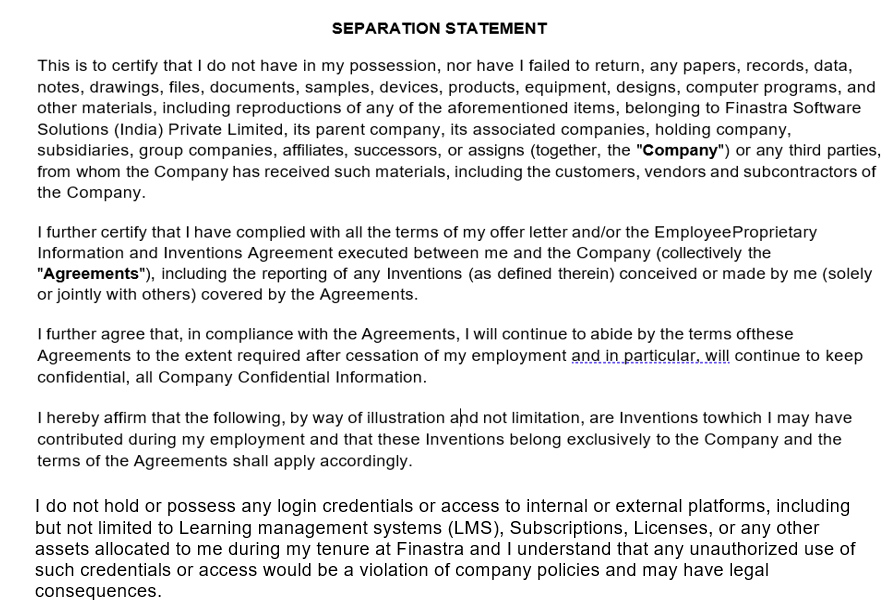 SEPARATION STATEMENT
This is to certify that I do not have in my possession, nor have I failed to return, any papers, records, data,
notes, drawings, files, documents, samples, devices, products, equipment, designs, computer programs, and
other materials, including reproductions of any of the aforementioned items, belonging to Finastra Software
Solutions (India) Private Limited, its parent company, its associated companies, holding company,
subsidiaries, group companies, affiliates, successors, or assigns (together, the "Company") or any third parties,
from whom the Company has received such materials, including the customers, vendors and subcontractors of
the Company.
I further certify that I have complied with all the terms of my offer letter and/or the EmployeeProprietary
Information and Inventions Agreement executed between me and the Company (collectively the
"Agreements"), including the reporting of any Inventions (as defined therein) conceived or made by me (solely
or jointly with others) covered by the Agreements.
I further agree that, in compliance with the Agreements, I will continue to abide by the terms ofthese
Agreements to the extent required after cessation of my employment and in particular, will continue to keep
confidential, all Company Confidential Information.
I hereby affirm that the following, by way of illustration and not limitation, are Inventions towhich I may have
contributed during my employment and that these Inventions belong exclusively to the Company and the
terms of the Agreements shall apply accordingly.
I do not hold or possess any login credentials or access to internal or external platforms, including
but not limited to Learning management systems (LMS), Subscriptions, Licenses, or any other
assets allocated to me during my tenure at Finastra and I understand that any unauthorized use of
such credentials or access would be a violation of company policies and may have legal
consequences.